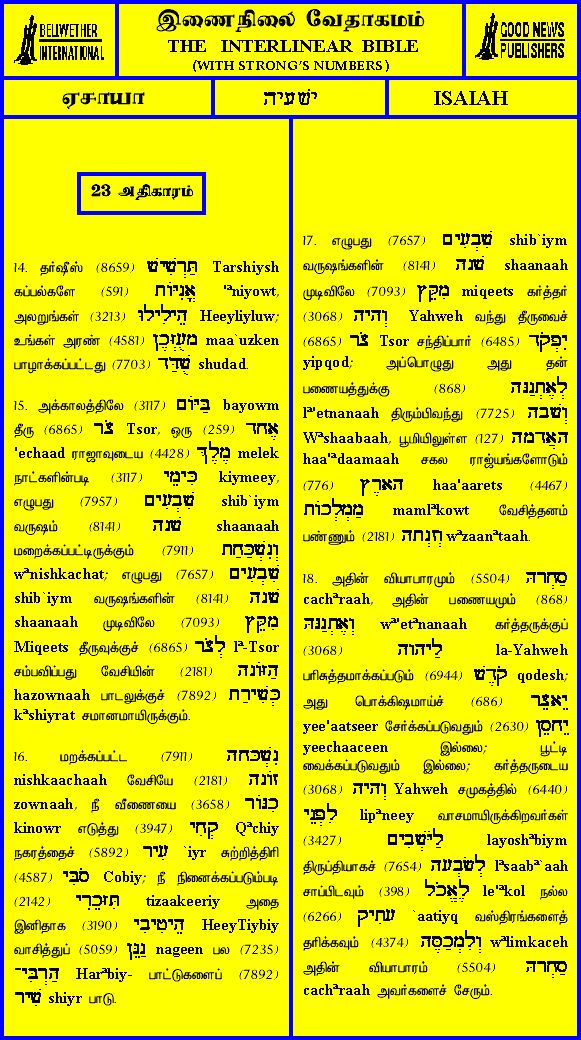 BELLWETHER
INTERNATIONAL
இணைநிலை வேதாகமம்
THE INTERLINEAR BIBLE
(WITH STRONG'S NUMBERS)
GOOD NEWS
PUBLISHERS
ஏசாயா
ישעיה
ISAIAH
23 அதிகாரம்
14. தர்ஷீஸ் (8659) תַּרְשִׁישׁ Tarshiysh
கப்பல்களே (591) אֳנִיּוֹת 'ᵃniyowt,
அலறுங்கள் (3213) הֵילִילוּ Heeyliyluw;
உங்கள் அரண் (4581) מָעֻזְּכֶן maa`uzken
பாழாக்கப்பட்டது (7703) שֻׁדַּד shudad.
15. அக்காலத்திலே (3117) בַּיּוֹם bayowm
தீரு (6865) צֹר Tsor, ஒரு (259) אֶחָד
'echaad ராஜாவுடைய (4428) מֶלֶךְ melek
நாட்களின்படி (3117) כִּימֵי kiymeey,
எழுபது (7957) שִׁבְעִים shib`iym
வருஷம் (8141) שָׁנָה shaanaah
மறைக்கப்பட்டிருக்கும் (7911) וְנִשְׁכַּחַת
wᵃnishkachat; எழுபது (7657) שִׁבְעִים
shib`iym வருஷங்களின் (8141) שָׁנָה
shaanaah முடிவிலே (7093) מִקֵּץ
Miqeets தீருவுக்குச் (6865) לְצֹר lᵃ-Tsor
சம்பவிப்பது வேசியின் (2181) הַזּוֹנָה
hazownaah பாடலுக்குச் (7892) כְּשִׁירַת
kᵃshiyrat சமானமாயிருக்கும்.
16. மறக்கப்பட்ட (7911) נִשְׁכָּחָה
nishkaachaah வேசியே (2181) זוֹנָה
zownaah, நீ வீணையை (3658) כִנּוֹר
kinowr எடுத்து (3947) קְחִי Qᵃchiy
நகரத்தைச் (5892) עִיר `iyr சுற்றித்திரி
(4587) סֹבִּי Cobiy; நீ நினைக்கப்படும்படி
(2142) תִּזָּכֵרִי tizaakeeriy அதை
இனிதாக (3190) הֵיטִיבִי HeeyTiybiy
வாசித்துப் (5059) נַגֵּן nageen பல (7235)
הַרְבִּי־ Harᵃbiy- பாட்டுகளைப் (7892)
שִׁיר shiyr பாடு.
17. எழுபது (7657) שִׁבְעִים shib`iym
வருஷங்களின் (8141) שָׁנָה shaanaah
முடிவிலே (7093) מִקֵּץ miqeets கர்த்தர்
(3068) והיה Yahweh வந்து தீருவைச்
(6865) צֹר Tsor சந்திப்பார் (6485) יִפְקֹד
yipqod; அப்பொழுது அது தன்
பணையத்துக்கு (868) לְאֶתְנַנָּה
lᵃ'etnanaah திரும்பிவந்து (7725) וְשָׁבָה
Wᵃshaabaah, பூமியிலுள்ள (127) הָאֲדָמָה
haa'ᵃdaamaah சகல ராஜ்யங்களோடும்
(776) הָאָרֶץ haa'aarets (4467)
מַמְלְכוֹת mamlᵃkowt வேசித்தனம்
பண்ணும் (2181) וְזָנְתָה wᵃzaanᵃtaah.
18. அதின் வியாபாரமும் (5504) סַחְרָהּ
cachᵃraah, அதின் பணையமும் (868)
וְאֶתְנַנָּהּ wᵃ'etᵃnanaah கர்த்தருக்குப்
(3068) לַיהוה la-Yahweh
பரிசுத்தமாக்கப்படும் (6944) קֹדֶשׁ qodesh;
அது பொக்கிஷமாய்ச் (686) יֵאָצֵר
yee'aatseer சேர்க்கப்படுவதும் (2630) יֵחָסֵן
yeechaaceen இல்லை; பூட்டி
வைக்கப்படுவதும் இல்லை; கர்த்தருடைய
(3068) והיה Yahweh சமுகத்தில் (6440)
לִפְנֵי lipᵃneey வாசமாயிருக்கிறவர்கள்
(3427) לַיֹּשְׁבִים layoshᵃbiym
திருப்தியாகச் (7654) לְשָׂבְעָה lᵃsaabᵃ`aah
சாப்பிடவும் (398) לֶאֱכֹל le'ᵉkol நல்ல
(6266) עָתִיק `aatiyq வஸ்திரங்களைத்
தரிக்கவும் (4374) וְלִמְכַסֶּה wᵃlimkaceh
அதின் வியாபாரம் (5504) סַחְרָהּ
cachᵃraah அவர்களைச் சேரும்.